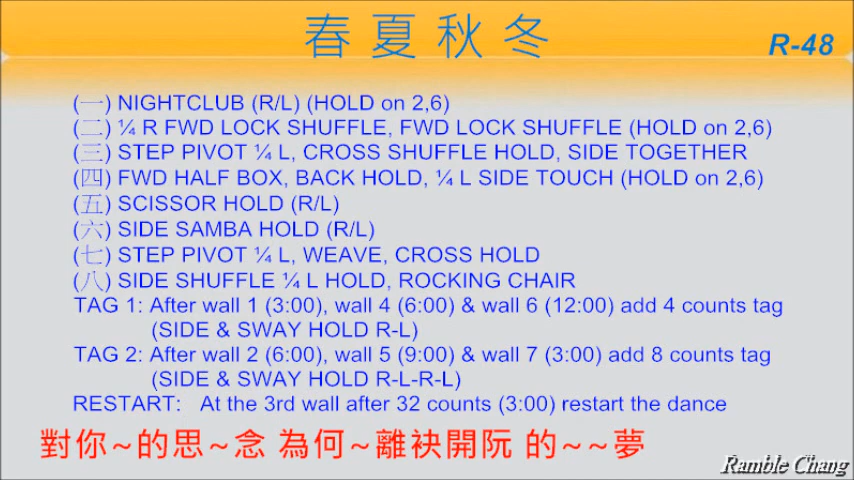 春夏秋冬
R-48
(一) NIGHTCLUB (R/L) (HOLD on 2,6)
(二) ¼ R FWD LOCK SHUFFLE, FWD LOCK SHUFFLE (HOLD on 2,6)
(三) STEP PIVOT ¼ L, CROSS SHUFFLE HOLD, SIDE TOGETHER
(四) FWD HALF BOX, BACK HOLD, ¼ L SIDE TOUCH (HOLD on 2,6)
(五) SCISSOR HOLD (R/L)
(六) SIDE SAMBA HOLD (R/L)
(七) STEP PIVOT ¼ L, WEAVE, CROSS HOLD
(八) SIDE SHUFFLE ¼ L HOLD, ROCKING CHAIR
TAG 1: After wall 1 (3:00), wall 4 (6:00) & wall 6 (12:00) add 4 counts tag
(SIDE & SWAY HOLD R-L)
TAG 2: After wall 2 (6:00), wall 5 (9:00) & wall 7 (3:00) add 8 counts tag
(SIDE & SWAY HOLD R-L-R-L)
RESTART: At the 3rd wall after 32 counts (3:00) restart the dance
對你~的思~念 為何~離袂開阮 的~~夢
Ramble Chang